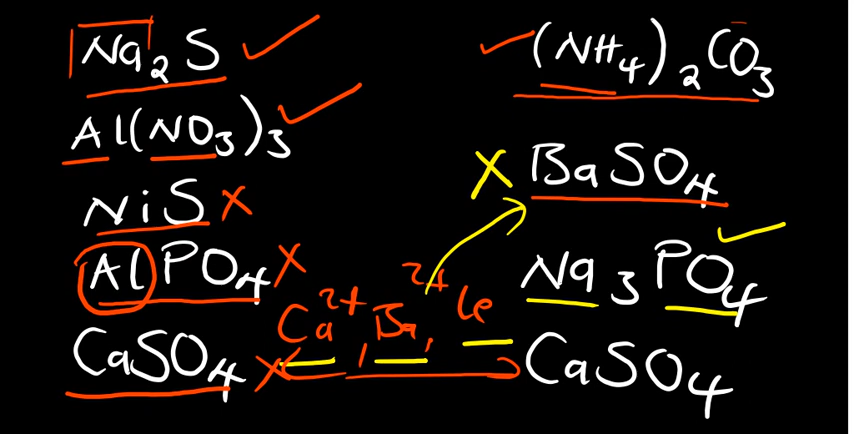 Na₂S ✓
Al(NO₃)₃ ✓
NiS X
AlPO₄ X
CaSO₄ X
Ca²⁺, Ba²⁺,
✓ (NH₄)₂CO₃
X BaSO₄
Na₃PO₄ ✓
CaSO₄